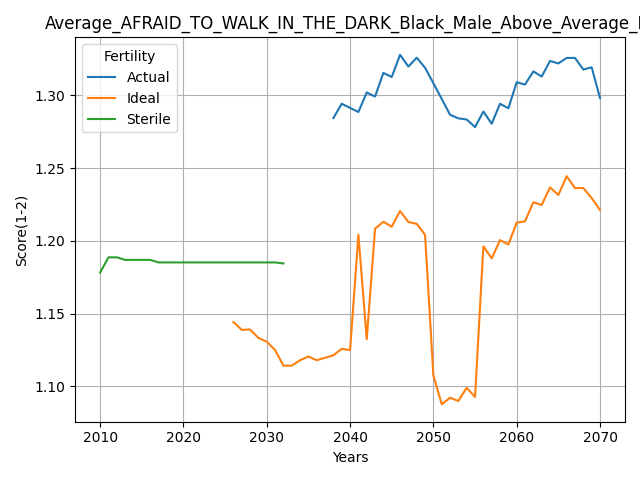 Average_AFRAID_TO_WALK_IN_THE_DARK_Black_Male_Above_Average_
Fertility
Actual
Ideal
Sterile
Score(1-2)
1.30
1.25
1.20
1.15
1.10
2010 2020 2030 2040 2050 2060 2070
Years